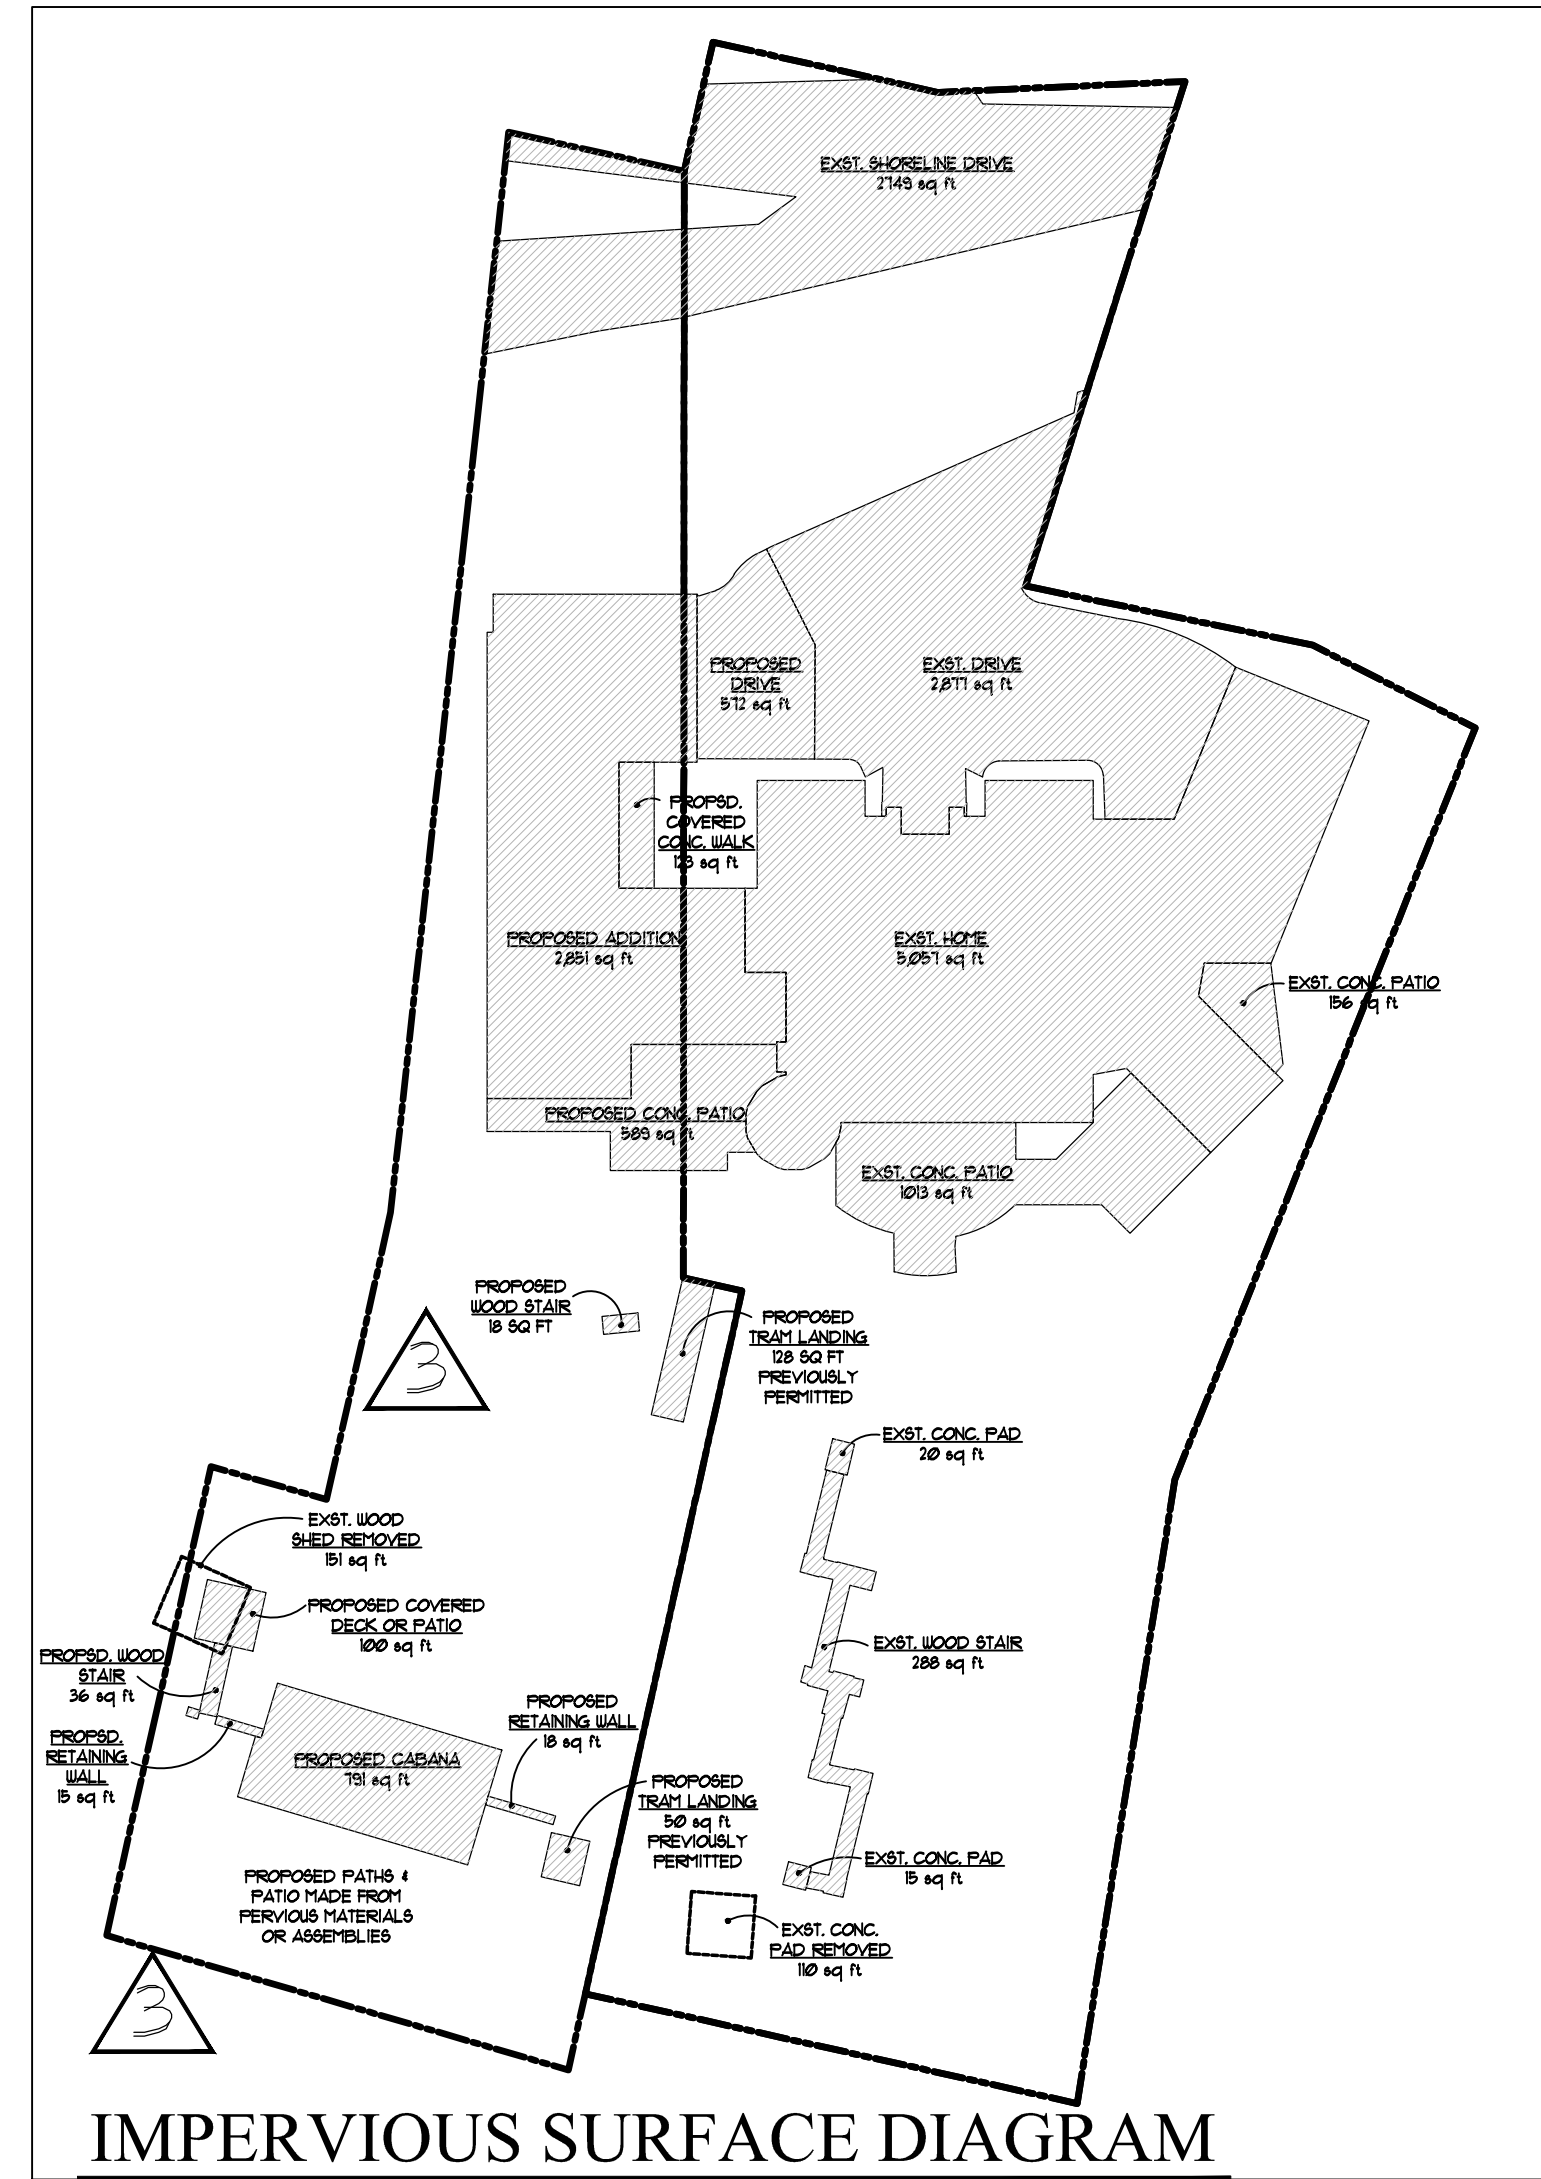 EXST. SHORELINE DRIVE
2749 sq ft
PROPOSED
DRIVE
572 sq ft
EXST. DRIVE
2,877 sq ft
PROPSD.
COVERED
CONC. WALK
123 sq ft
PROPOSED ADDITION
2,851 sq ft
EXST. HOME
5,057 sq ft
EXST. CONC. PATIO
156 sq ft
PROPOSED CONC. PATIO
589 sq ft
EXST. CONC. PATIO
1013 sq ft
PROPOSED
WOOD STAIR
18 SQ FT
PROPOSED
TRAM LANDING
128 SQ FT
PREVIOUSLY
PERMITTED
3
EXST. CONC. PAD
20 sq ft
EXST. WOOD
SHED REMOVED
151 sq ft
PROPOSED COVERED
DECK OR PATIO
100 sq ft
EXST. WOOD STAIR
288 sq ft
PROPSD. WOOD
STAIR
36 sq ft
PROPOSED
RETAINING WALL
18 sq ft
PROPSD.
RETAINING
WALL
15 sq ft
PROPOSED CABANA
791 sq ft
PROPOSED
TRAM LANDING
50 sq ft
PREVIOUSLY
PERMITTED
EXST. CONC. PAD
15 sq ft
PROPOSED PATHS &
PATIO MADE FROM
PERVIOUS MATERIALS
OR ASSEMBLIES
EXST. CONC.
PAD REMOVED
110 sq ft
3
IMPERVIOUS SURFACE DIAGRAM